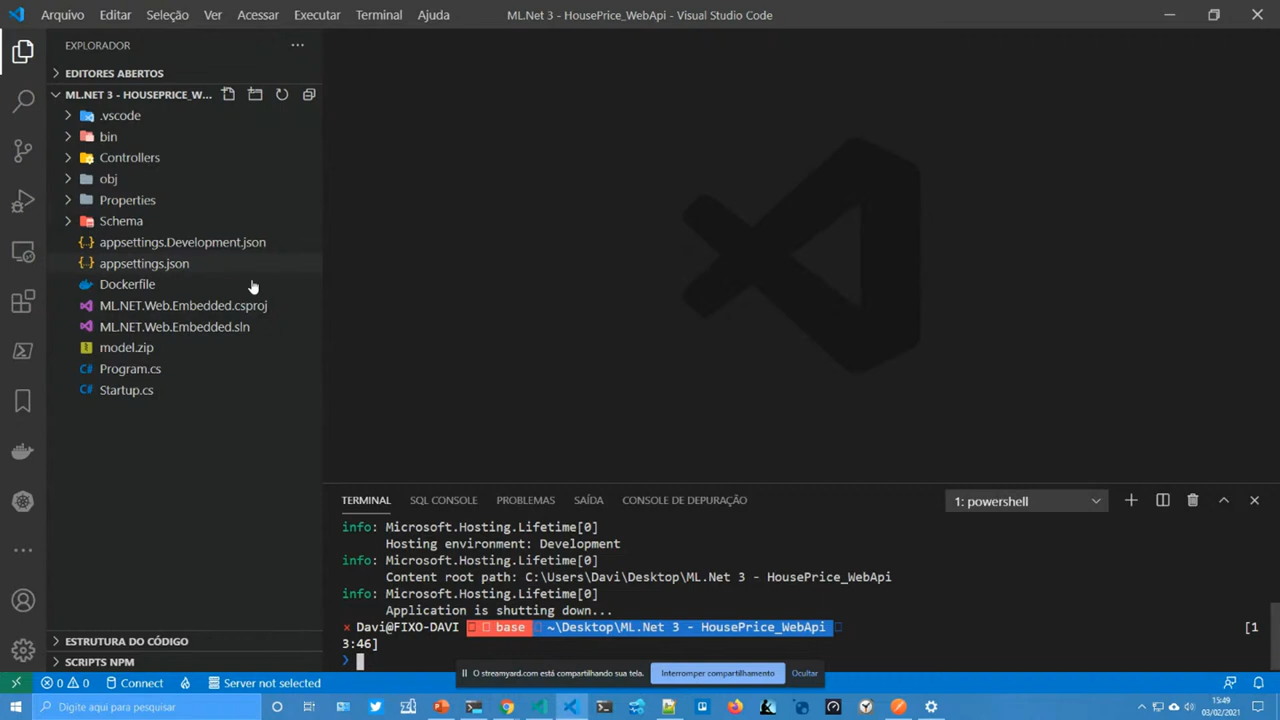 Arquivo Editar Seleção Ver Acessar Executar Terminal Ajuda
ML.Net 3 - HousePrice_WebApi - Visual Studio Code
EXPLORADOR
EDITORES ABERTOS
ML.NET 3 - HOUSEPRICE_W...
.vscode
bin
Controllers
obj
Properties
Schema
appsettings.Development.json
appsettings.json
Dockerfile
ML.NET.Web.Embedded.csproj
ML.NET.Web.Embedded.sln
model.zip
Program.cs
Startup.cs
ESTRUTURA DO CÓDIGO
SCRIPTS NPM
TERMINAL SQL CONSOLE PROBLEMAS SAÍDA CONSOLE DE DEPURAÇÃO
1: powershell
info: Microsoft.Hosting.Lifetime[0]
Hosting environment: Development
info: Microsoft.Hosting.Lifetime[0]
Content root path: C:\Users\Davi\Desktop\ML.Net 3 - HousePrice_WebApi
info: Microsoft.Hosting.Lifetime[0]
Application is shutting down...
× Davi@FIXO-DAVI base ~\Desktop\ML.Net 3 - HousePrice_WebApi [1
3:46]
❯
O streamyard.com está compartilhando sua tela. Interromper compartilhamento Ocultar
0 0 Connect Server not selected
Digite aqui para pesquisar
15:49
03/02/2021